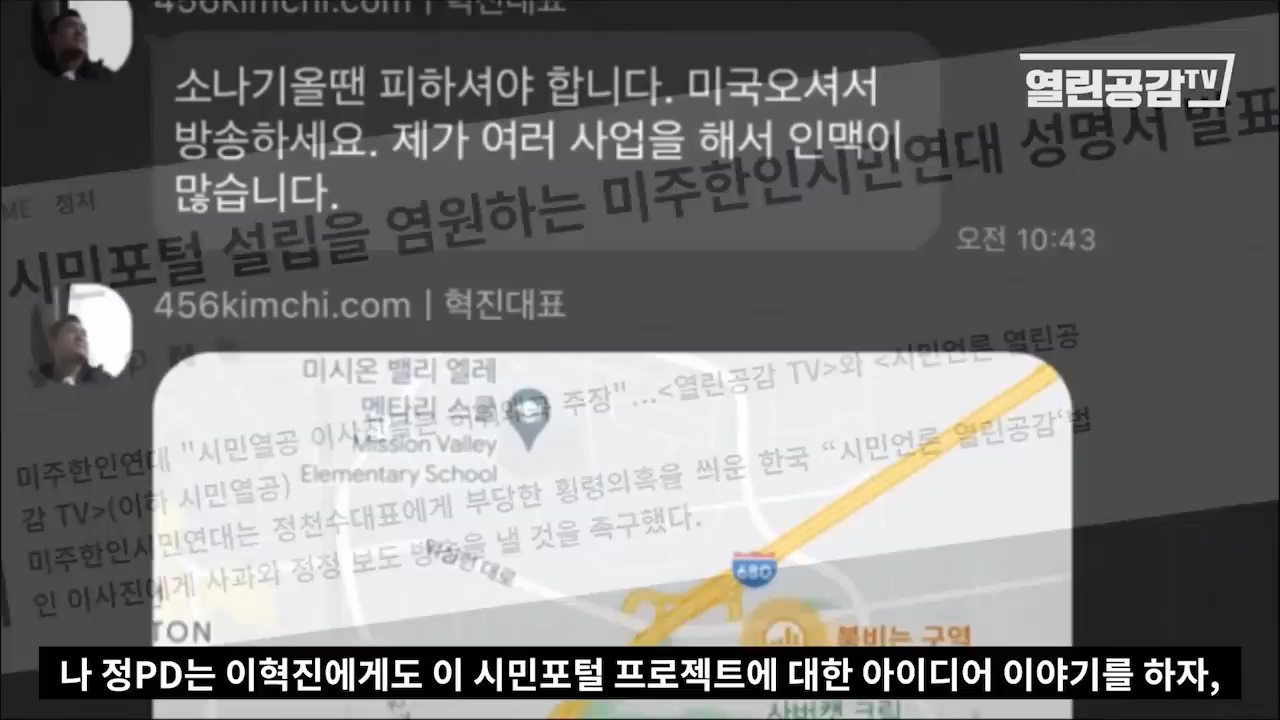 456kimchi.com | 혁진대표
소나기올땐 피하셔야 합니다. 미국오셔서
방송하세요. 제가 여러 사업을 해서 인맥이
많습니다.
오전 10:43
열린공감TV
정치
시민포털 설립을 염원하는 미주한인시민연대 성명서 발표
456kimchi.com | 혁진대표
미시온 밸리 엘레
멘타리 스쿨
Mission Valley
Elementary School
미주한인연대 "시민열공 이사진들은 주장"...<열린공감 TV>와 <시민언론 열린공
감 TV>(이하 시민열공)에게 부당한 횡령의혹을 씌운 한국 “시민언론 열린공감‘법
미주한인시민연대는 정천수대표에게
인 이사진에게 사과와 정정 보도 방송을 낼 것을 촉구했다.
680
TON
붐비는 구역
사버캣 크릭
나 정PD는 이혁진에게도 이 시민포털 프로젝트에 대한 아이디어 이야기를 하자,